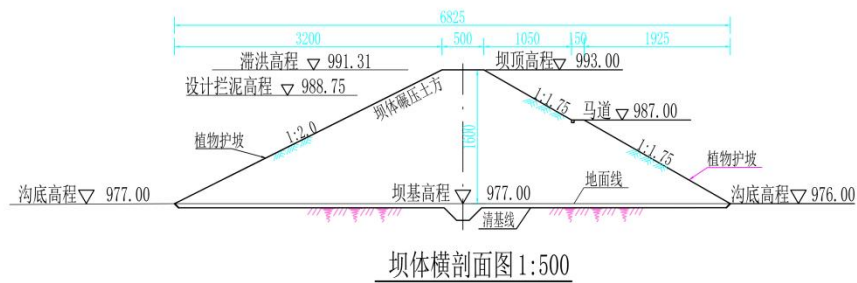 6825
3200 500 1050 150 1925
滞洪高程 991.31 坝顶高程 993.00
设计拦泥高程 988.75
坝体碾压土方 1:1.75 马道 987.00
植物护坡 1:2.0 1600 1:1.75 植物护坡
沟底高程 977.00 坝基高程 977.00 地面线 沟底高程 976.00
清基线
坝体横剖面图1:500